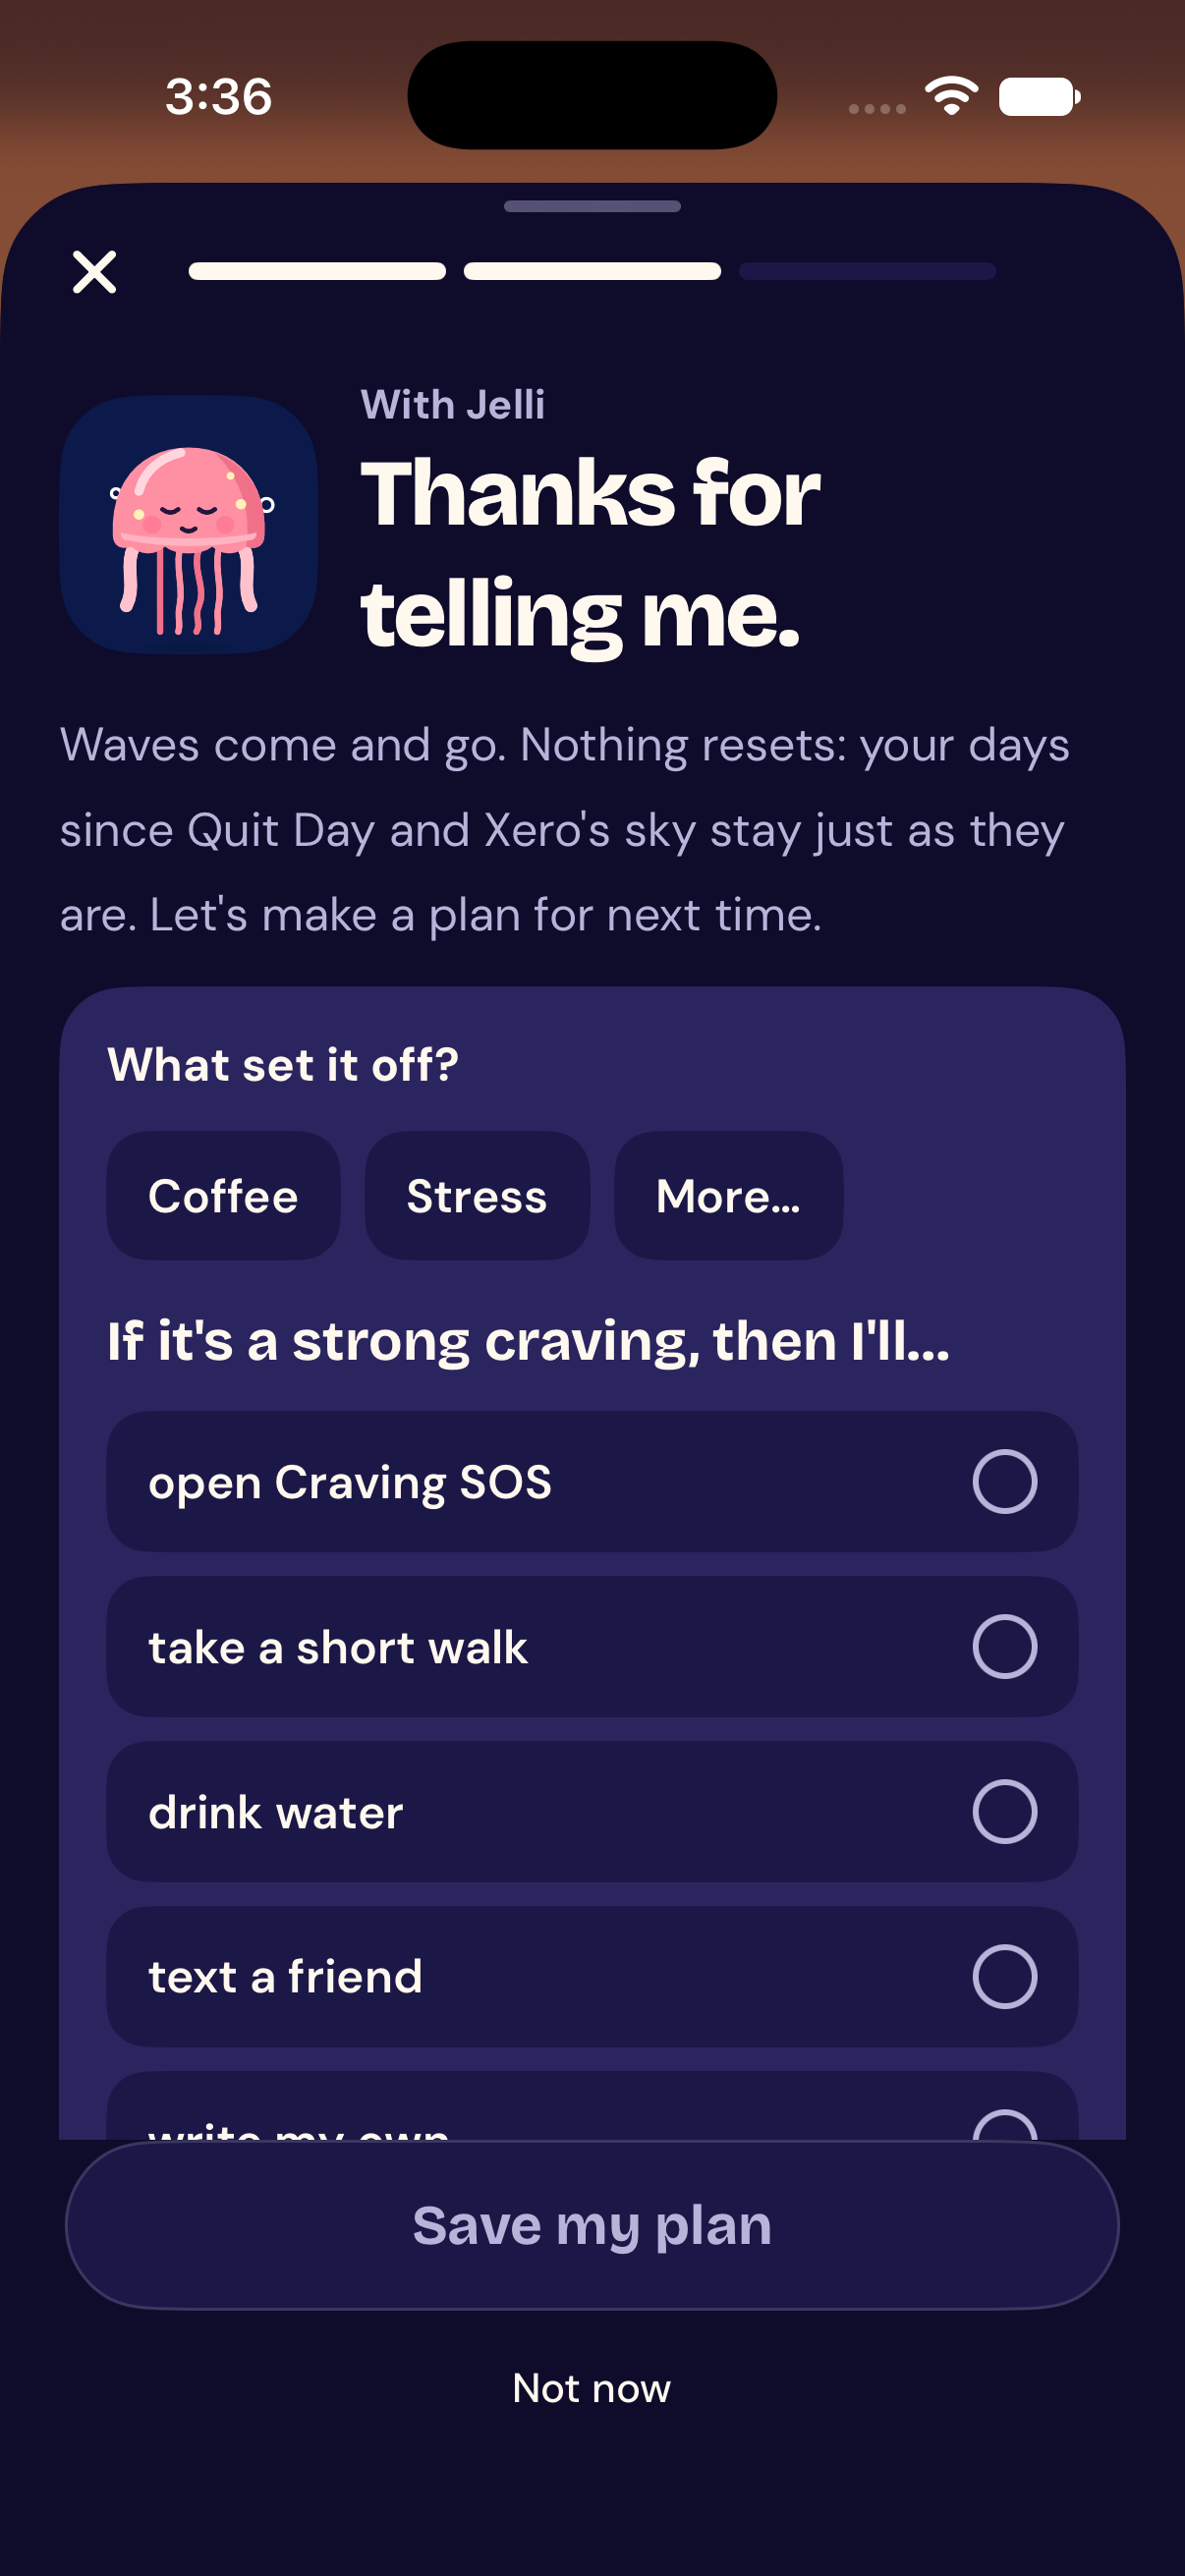 3:36
With Jelli
Thanks for
telling me.
Waves come and go. Nothing resets: your days
since Quit Day and Xero's sky stay just as they
are. Let's make a plan for next time.
What set it off?
Coffee
Stress
More...
If it's a strong craving, then I'll...
open Craving SOS
take a short walk
drink water
text a friend
write my own
Save my plan
Not now